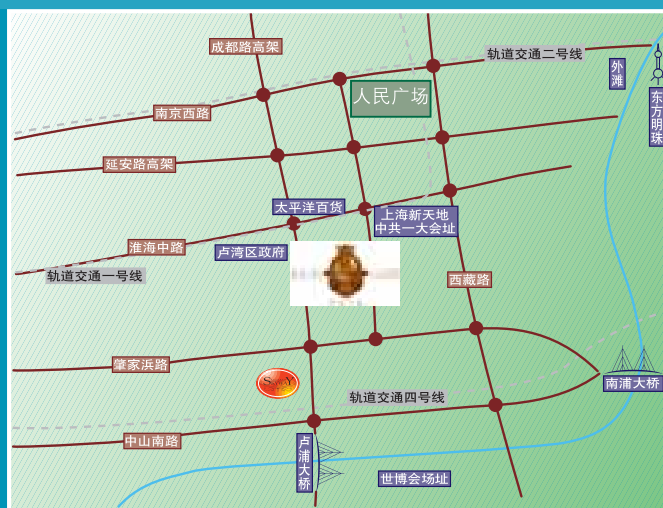 成都路高架
轨道交通二号线
外滩
东方明珠
人民广场
南京西路
延安路高架
太平洋百货
上海新天地
中共一大会址
淮海中路
卢湾区政府
轨道交通一号线
西藏路
肇家浜路
南浦大桥
轨道交通四号线
中山南路
卢浦大桥
世博会场址